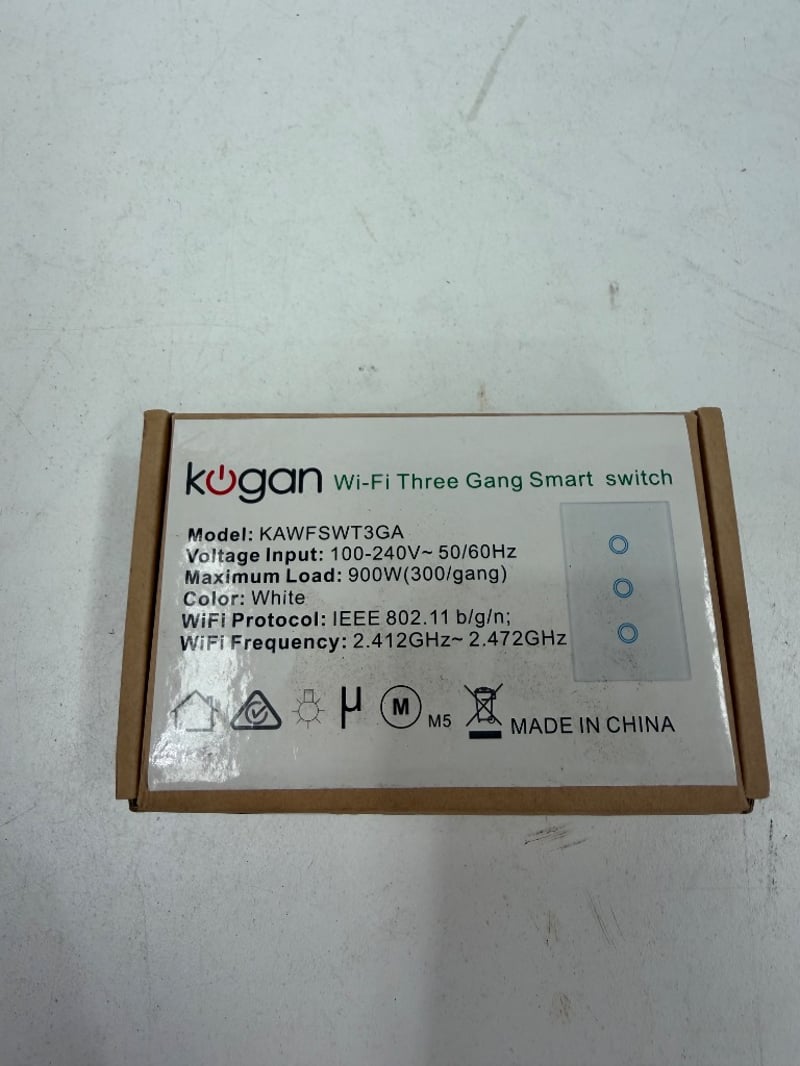 kogan Wi-Fi Three Gang Smart switch
Model: KAWFSWT3GA
Voltage Input: 100-240V~ 50/60Hz
Maximum Load: 900W(300/gang)
Color: White
WiFi Protocol: IEEE 802.11 b/g/n;
WiFi Frequency: 2.412GHz~ 2.472GHz
μ M M5 MADE IN CHINA